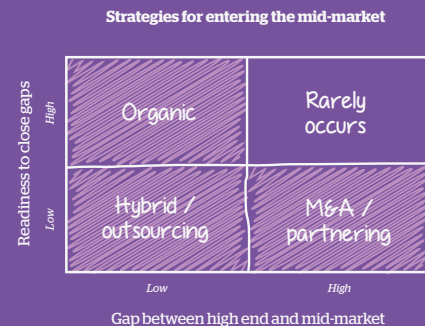 Strategies for entering the mid-market
Readiness to close gaps
High
Low
Organic
Rarely
occurs
Hybrid /
outsourcing
M&A /
partnering
Low
High
Gap between high end and mid-market